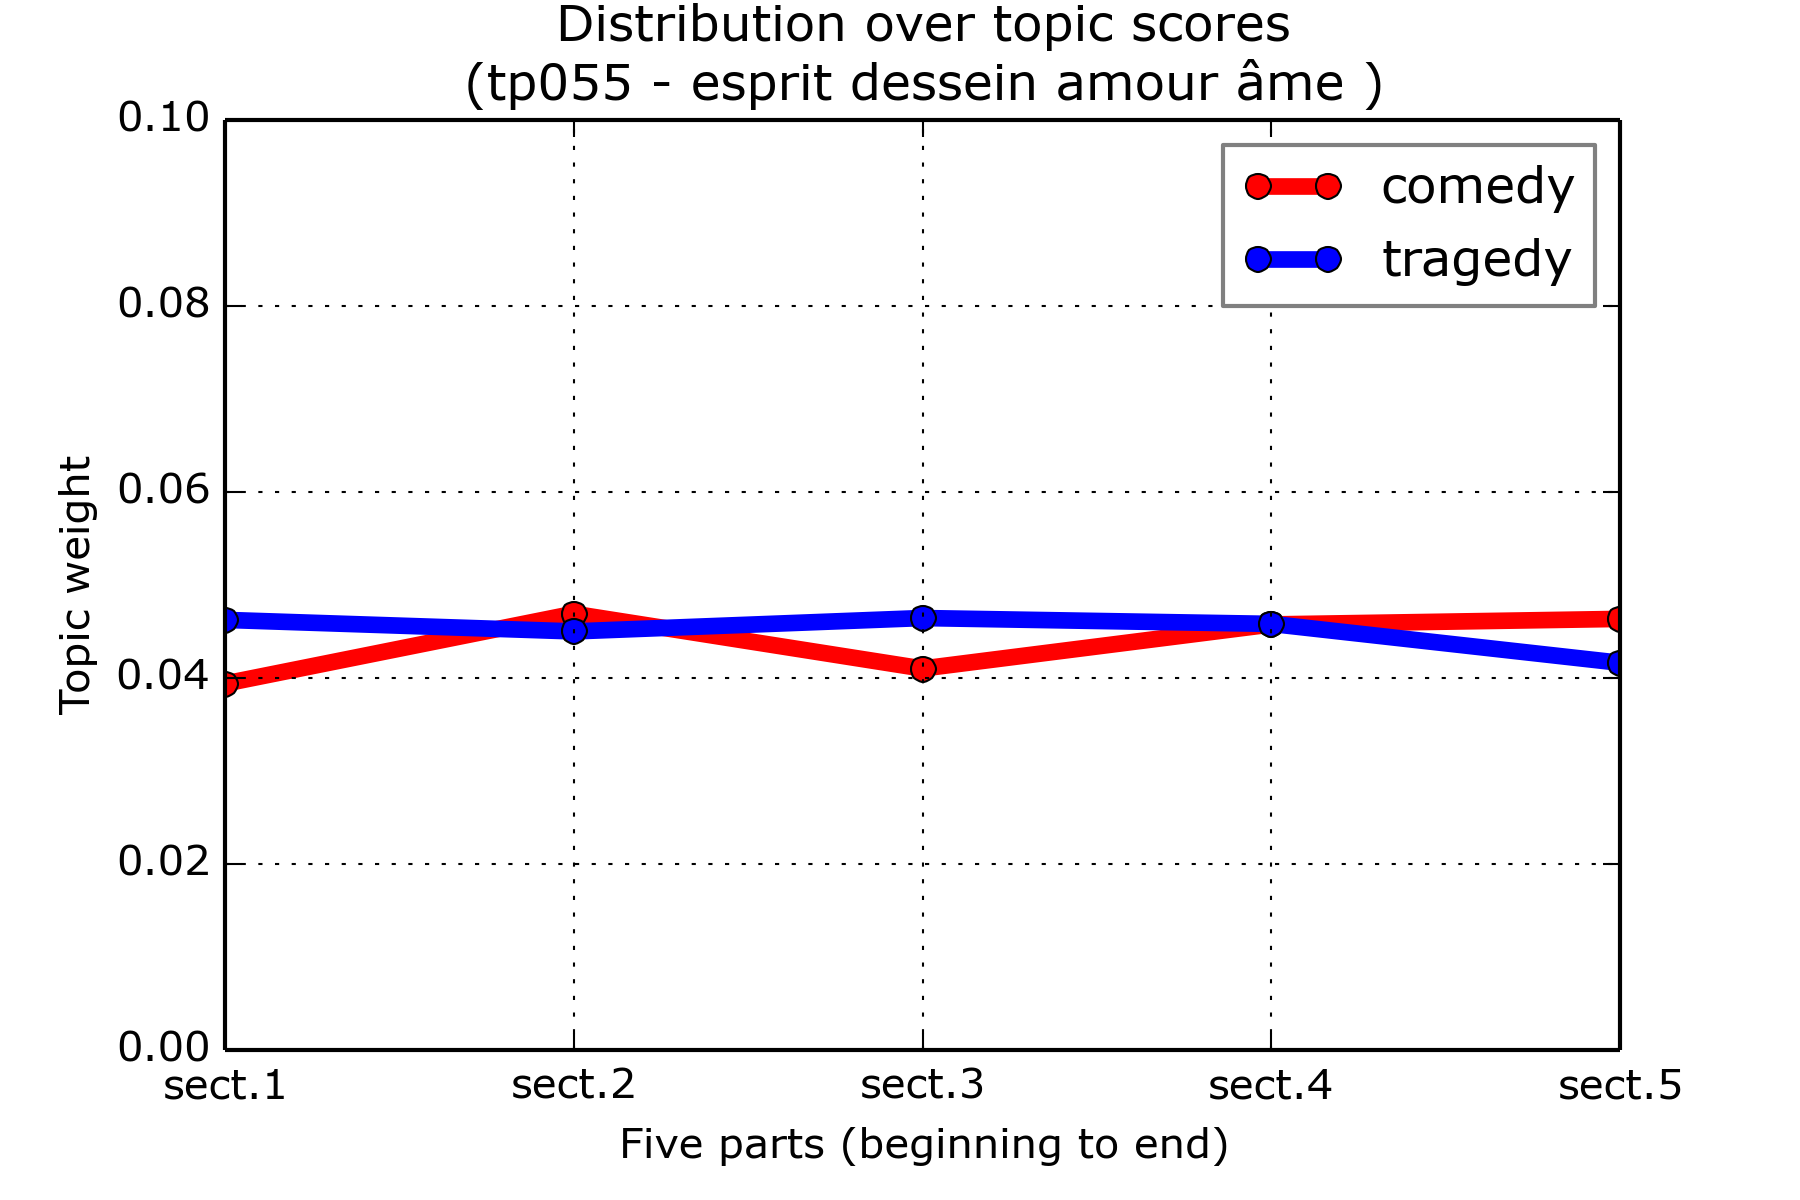 Distribution over topic scores
(tp055 - esprit dessein amour âme )
comedy
tragedy
0.10
0.08
0.06
0.04
0.02
0.00
Topic weight
sect.1 sect.2 sect.3 sect.4 sect.5
Five parts (beginning to end)